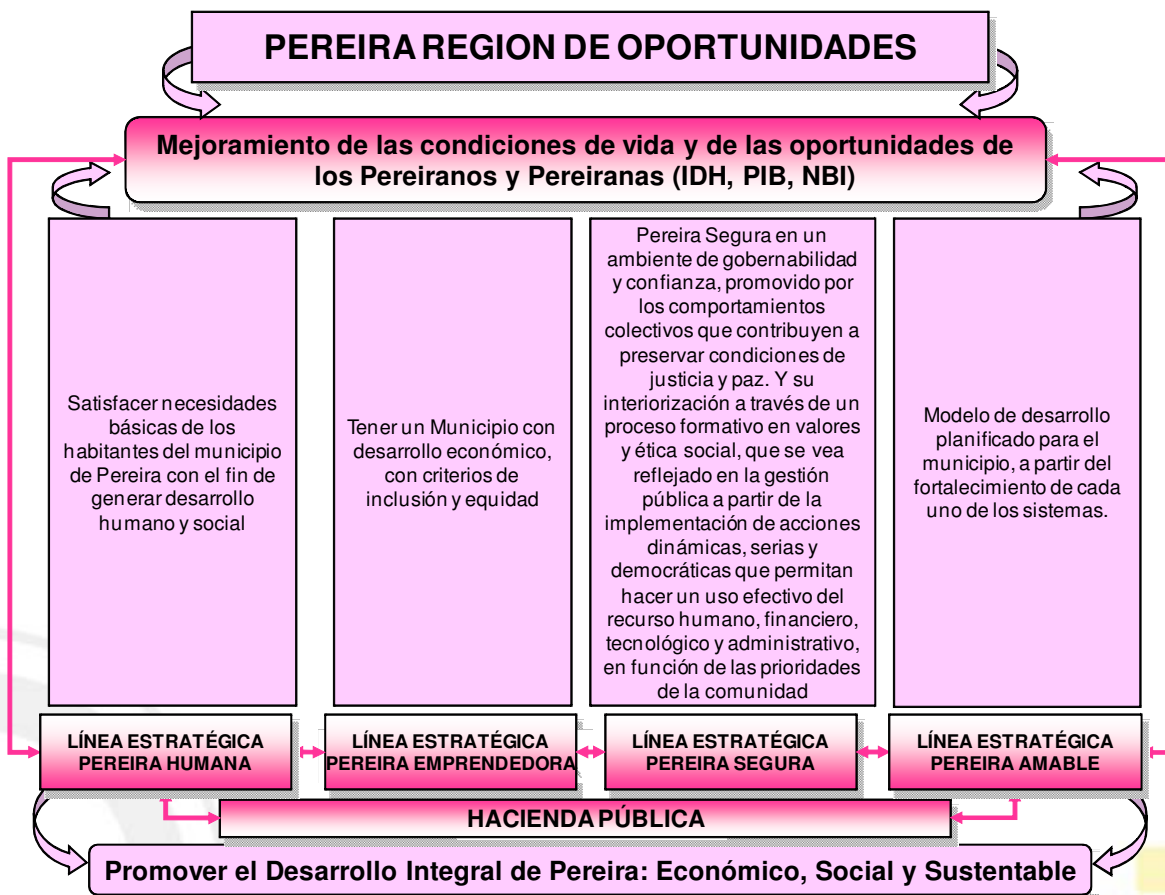 PEREIRA REGION DE OPORTUNIDADES
Mejoramiento de las condiciones de vida y de las oportunidades de
los Pereiranos y Pereiranas (IDH, PIB, NBI)
Satisfacer necesidades
básicas de los
habitantes del municipio
de Pereira con el fin de
generar desarrollo
humano y social
Tener un Municipio con
desarrollo económico,
con criterios de
inclusión y equidad
Pereira Segura en un
ambiente de gobernabilidad
y confianza, promovido por
los comportamientos
colectivos que contribuyen a
preservar condiciones de
justicia y paz. Y su
interiorización a través de un
proceso formativo en valores
y ética social, que se vea
reflejado en la gestión
pública a partir de la
implementación de acciones
dinámicas, serias y
democráticas que permitan
hacer un uso efectivo del
recurso humano, financiero,
tecnológico y administrativo,
en función de las prioridades
de la comunidad
Modelo de desarrollo
planificado para el
municipio, a partir del
fortalecimiento de cada
uno de los sistemas.
LÍNEA ESTRATÉGICA
PEREIRA HUMANA
LÍNEA ESTRATÉGICA
PEREIRA EMPRENDEDORA
LÍNEA ESTRATÉGICA
PEREIRA SEGURA
LÍNEA ESTRATÉGICA
PEREIRA AMABLE
HACIENDA PÚBLICA
Promover el Desarrollo Integral de Pereira: Económico, Social y Sustentable